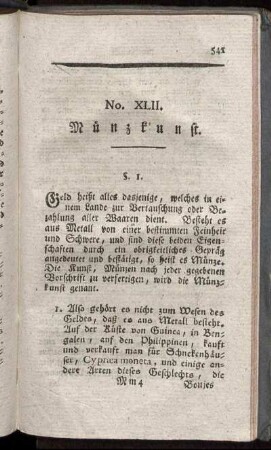 541
No. XLII.
Münzkunst.
§. 1.
Geld heißt alles dasjenige, welches in ei-
nem Lande zur Vertauschung oder Be-
zahlung aller Waaren dient. Besteht es
aus Metall von einer bestimmten Feinheit
und Schwere, und sind diese beiden Eigen-
schaften durch ein obrigkeitliches Gepräg
angedeutet und bestätigt, so heißt es Münze.
Die Kunst, Münzen nach jeder gegebenen
Vorschrift zu verfertigen, wird die Münz-
kunst genant.
1. Also gehört es nicht zum Wesen des
Geldes, daß es aus Metall besteht.
Auf der Küste von Guinea, in Ben-
galen, auf den Philippinen, kauft
und verkauft man für Schneckenhäu-
ser, Cypraea moneta, und einige an-
dere Arten dieses Geschlechts, die
Mm 4
Boujes